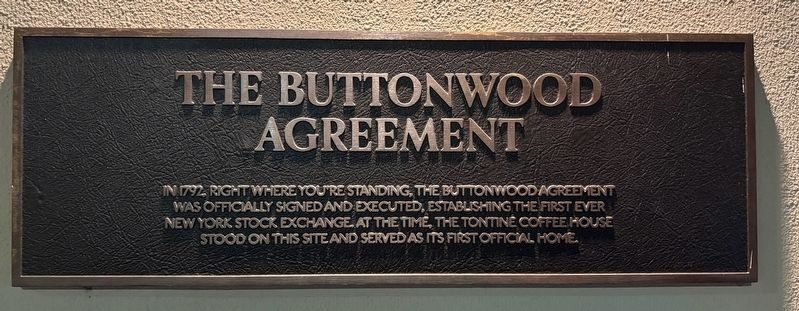 THE BUTTONWOOD
AGREEMENT
IN 1792, RIGHT WHERE YOU'RE STANDING, THE BUTTONWOOD AGREEMENT
WAS OFFICIALLY SIGNED AND EXECUTED, ESTABLISHING THE FIRST EVER
NEW YORK STOCK EXCHANGE. AT THE TIME, THE TONTINE COFFEE HOUSE
STOOD ON THIS SITE AND SERVED AS ITS FIRST OFFICIAL HOME.